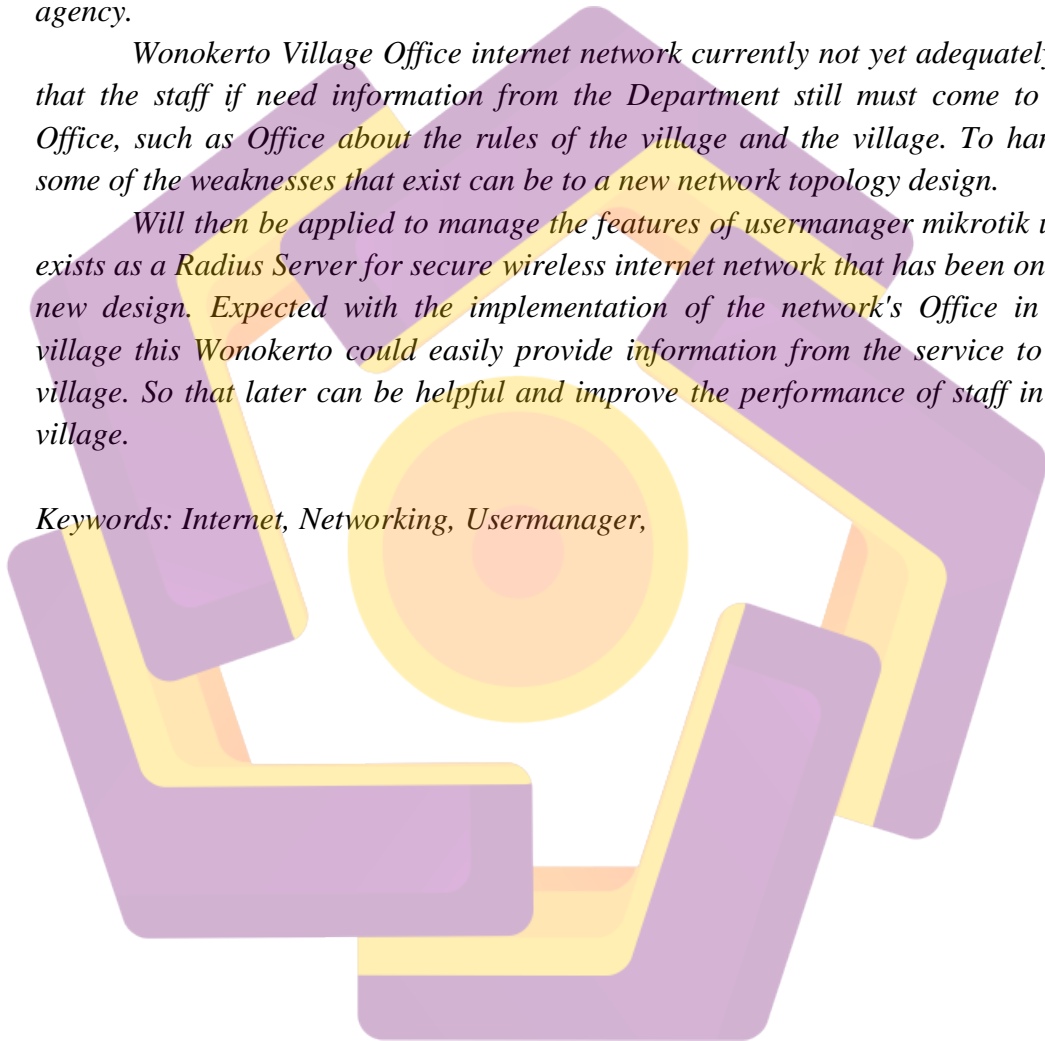 agency.
Wonokerto Village Office internet network currently not yet adequately
that the staff if need information from the Department still must come to
Office, such as Office about the rules of the village and the village. To
some of the weaknesses that exist can be to a new network topology design.
Will then be applied to manage the features of usermanager mikrotik
exists as a Radius Server for secure wireless internet network that has been on
new design. Expected with the implementation of the network's Office in
village this Wonokerto could easily provide information from the service to
village. So that later can be helpful and improve the performance of staff in
village.
Keywords: Internet, Networking, Usermanager,